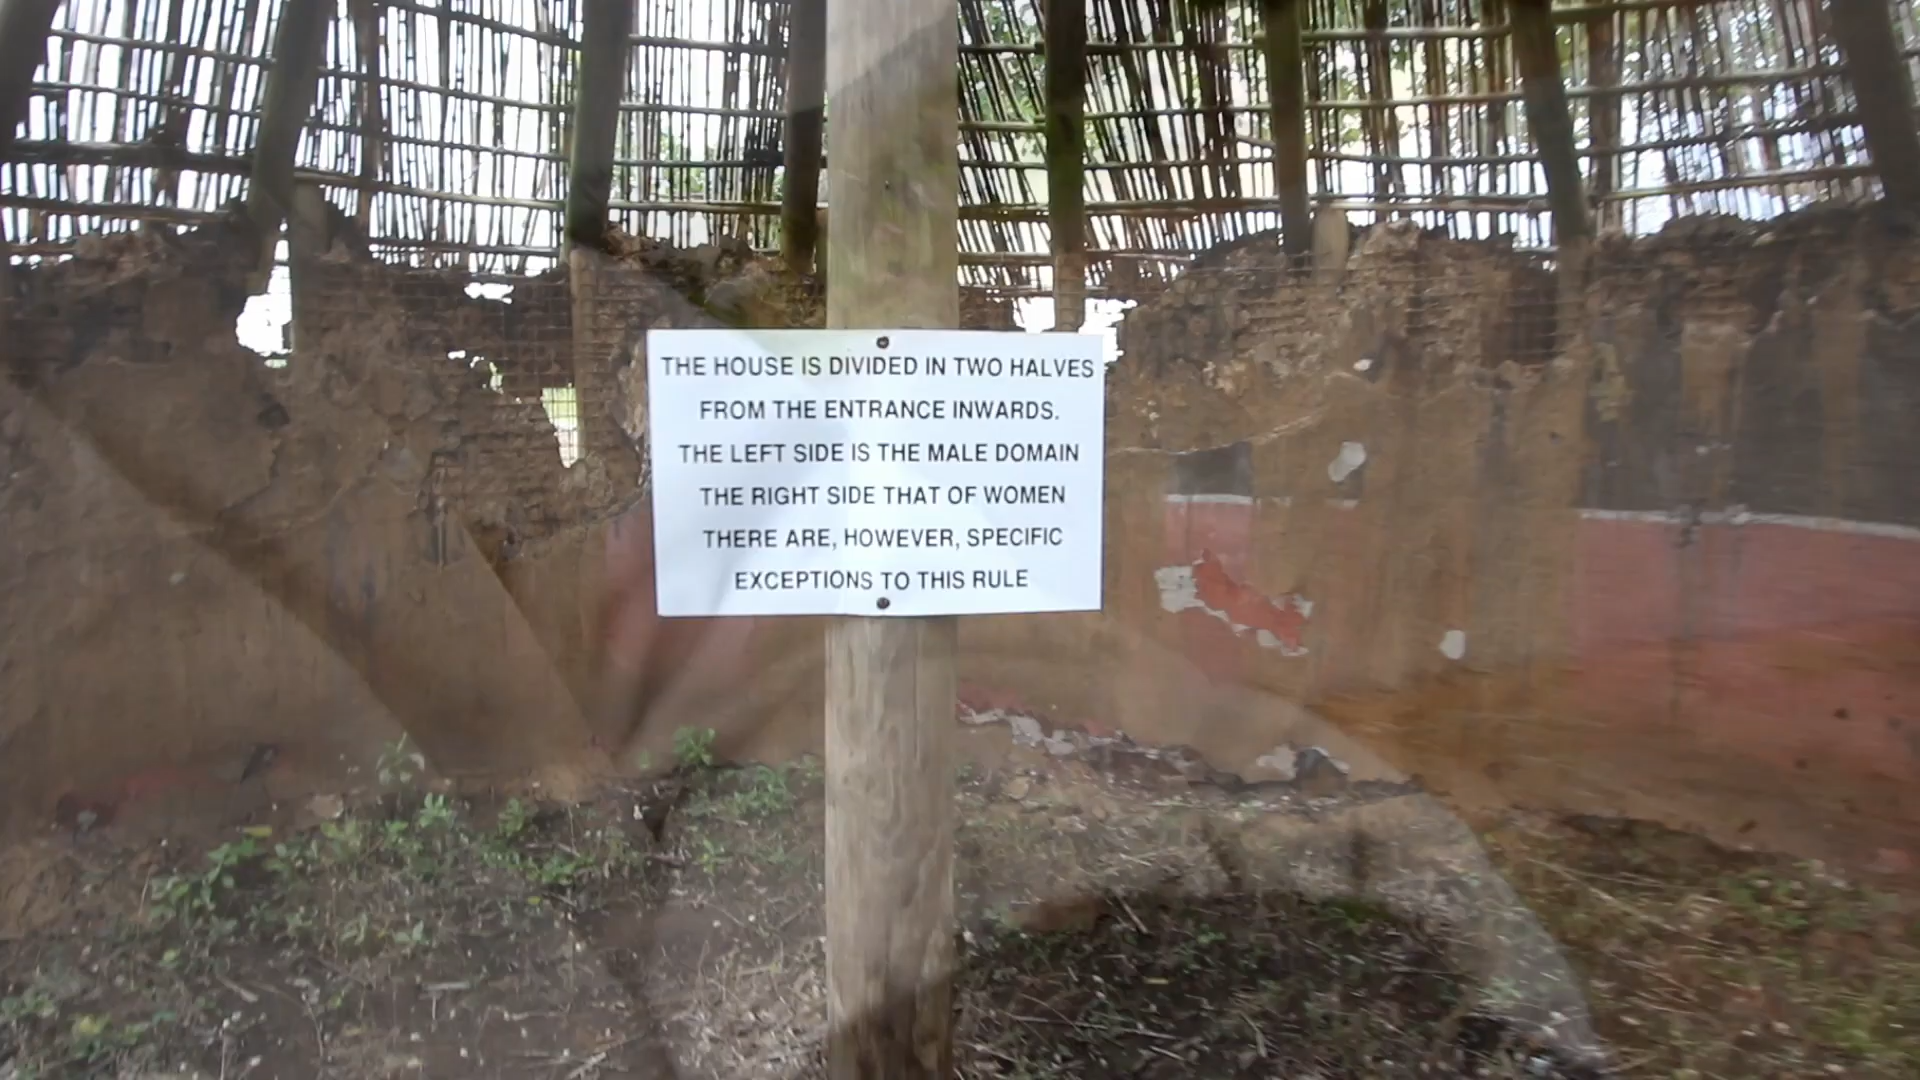 THE HOUSE IS DIVIDED IN TWO HALVES
FROM THE ENTRANCE INWARDS.
THE LEFT SIDE IS THE MALE DOMAIN
THE RIGHT SIDE THAT OF WOMEN
THERE ARE, HOWEVER, SPECIFIC
EXCEPTIONS TO THIS RULE